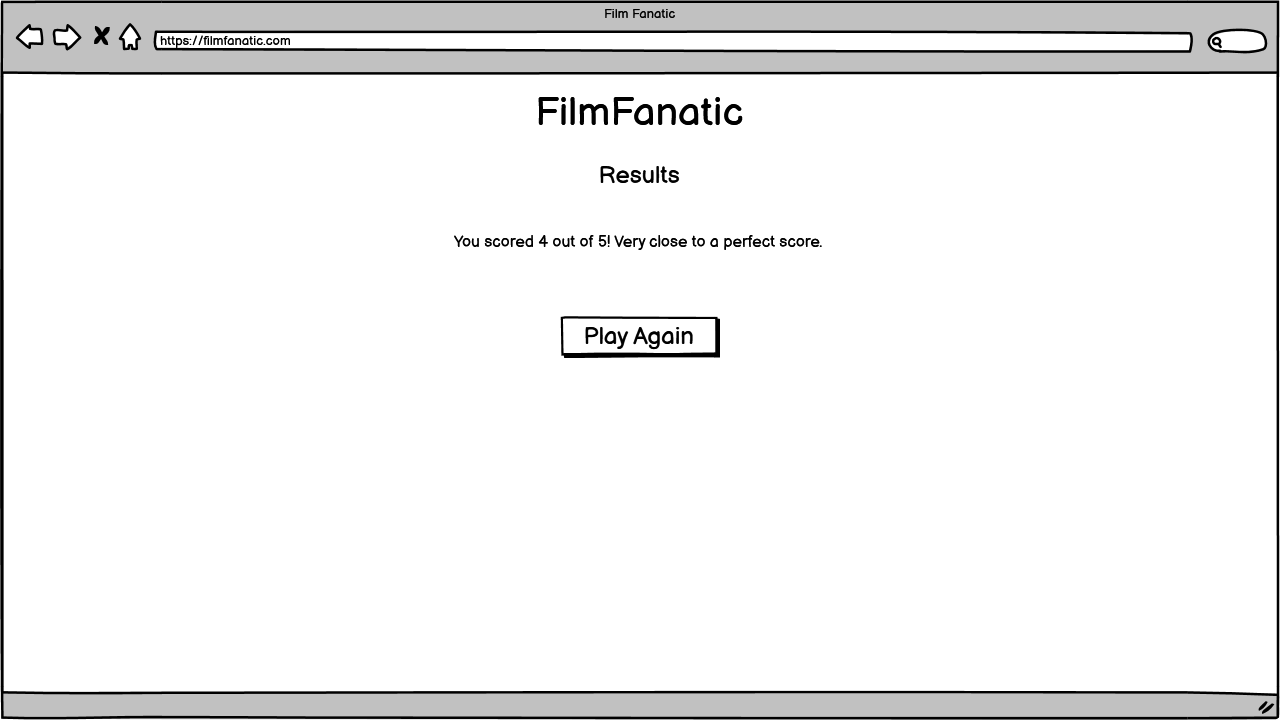 Film Fanatic
https://filmfanatic.com
FilmFanatic
Results
You scored 4 out of 5! Very close to a perfect score.
Play Again